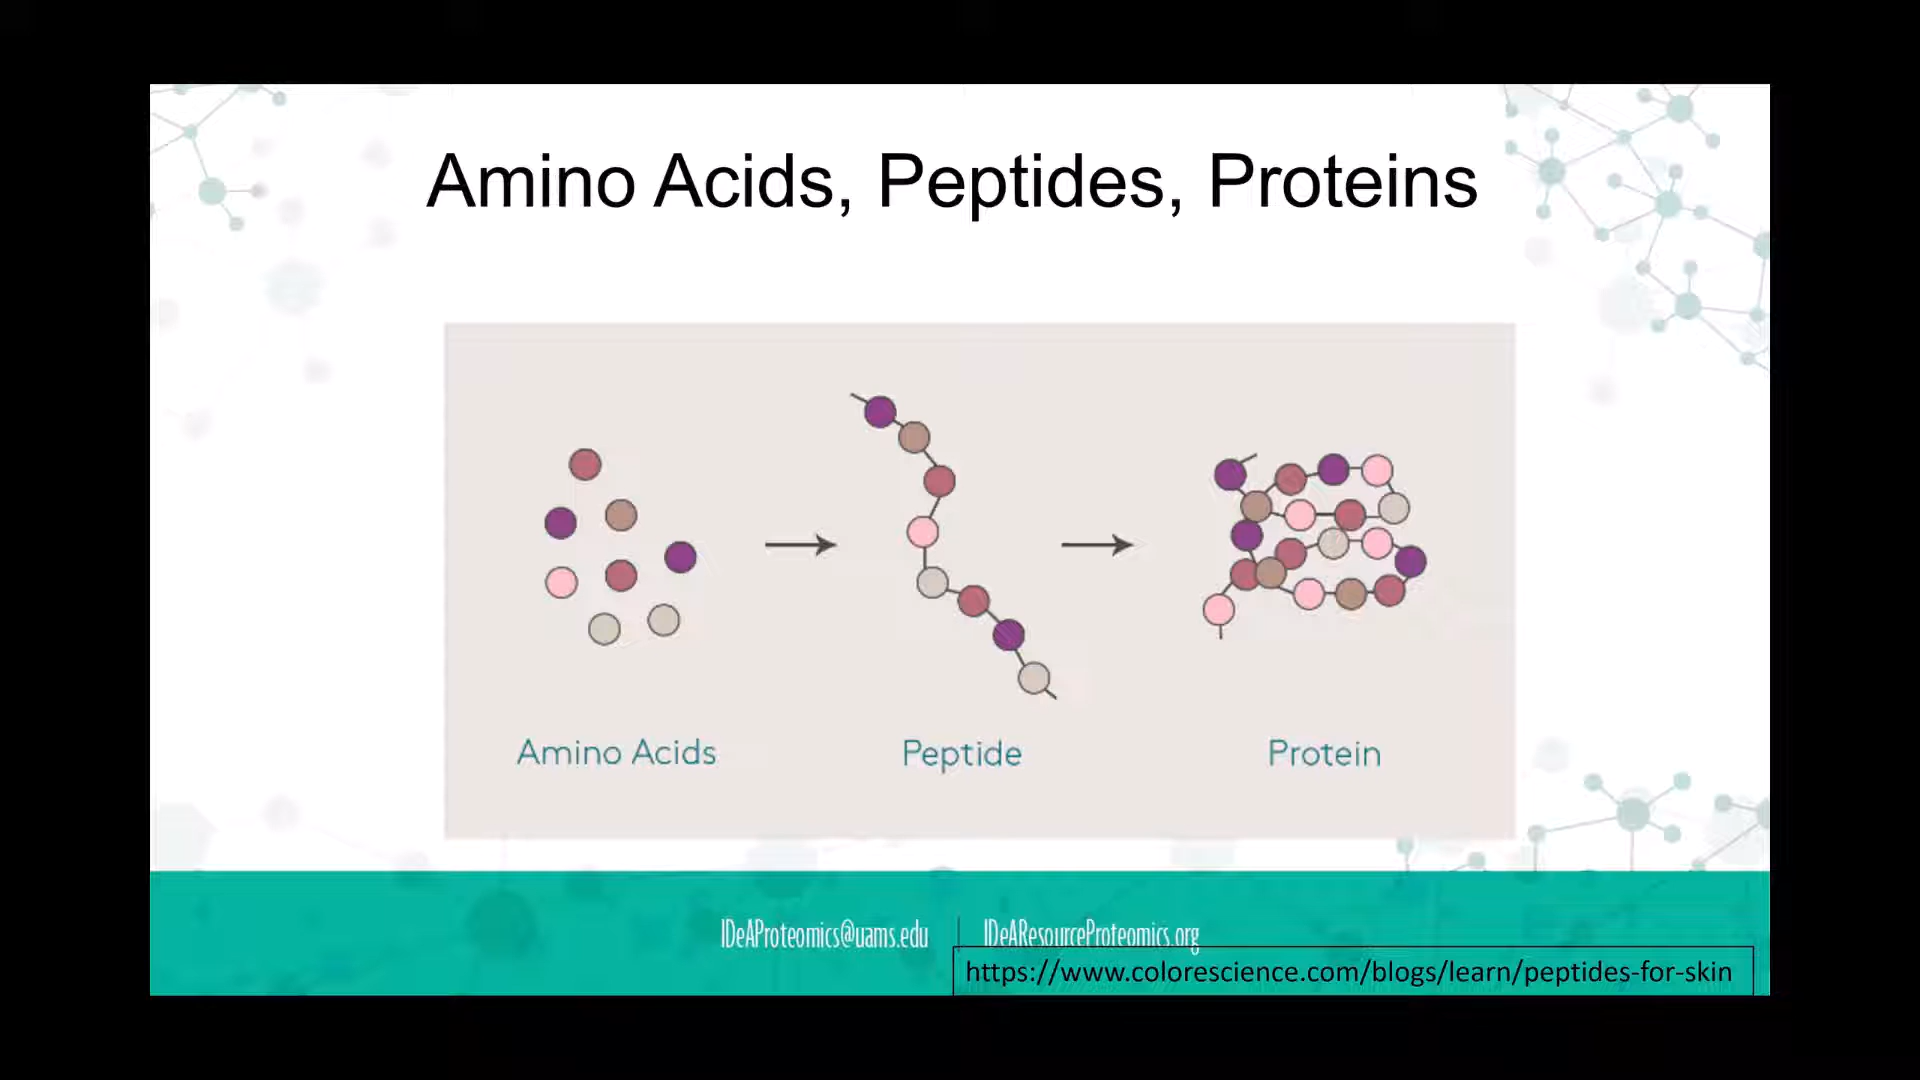 Amino Acids, Peptides, Proteins
Amino Acids
Peptide
Protein
IDeAProteomics@uams.edu | IDeAResourceProteomics.org
https://www.colorescience.com/blogs/learn/peptides-for-skin